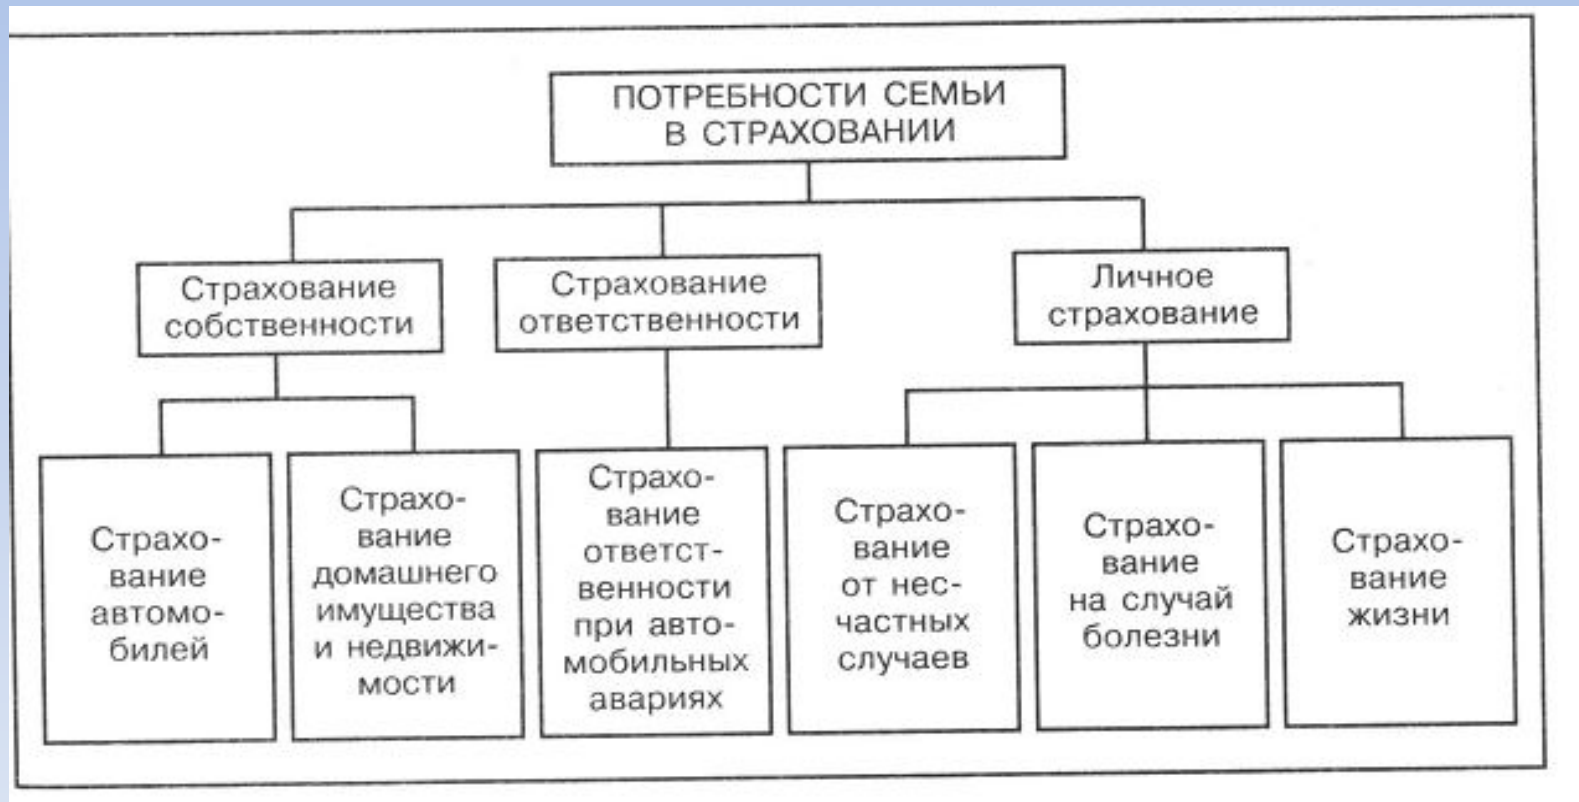 ПОТРЕБНОСТИ СЕМЬИ
В СТРАХОВАНИИ
Страхование
собственности
Страхование
ответственности
Личное
страхование
Страхо-
вание
автомо-
билей
Страхо-
вание
домашнего
имущества
и недвижи-
мости
Страхо-
вание
ответст-
венности
при авто-
мобильных
авариях
Страхо-
вание
от нес-
частных
случаев
Страхо-
вание
на случай
болезни
Страхо-
вание
жизни